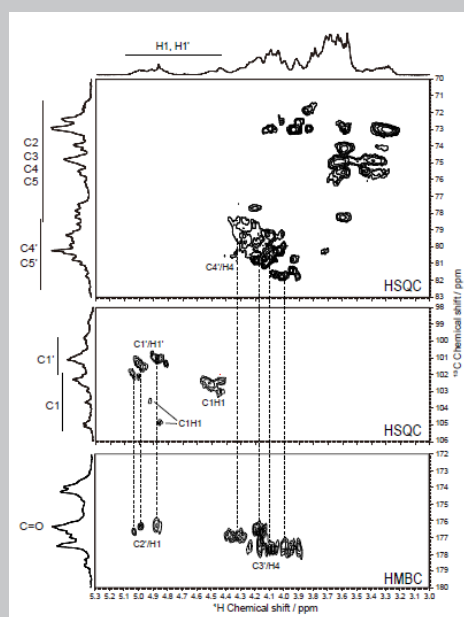 H1, H1'
C2
C3
C4
C5
C4'
C5'
C4'/H4
HSQC
70
71
72
73
74
75
76
77
78
79
80
81
82
83
C1'
C1
C1'/H1'
C1H1
C1H1
HSQC
98
99
100
101
102
103
104
105
106
¹³C Chemical shift / ppm
C=O
C2'/H1
C3'/H4
HMBC
172
173
174
175
176
177
178
179
180
5.3 5.2 5.1 5.0 4.9 4.8 4.7 4.6 4.5 4.4 4.3 4.2 4.1 4.0 3.9 3.8 3.7 3.6 3.5 3.4 3.3 3.2 3.1
¹H Chemical shift / ppm